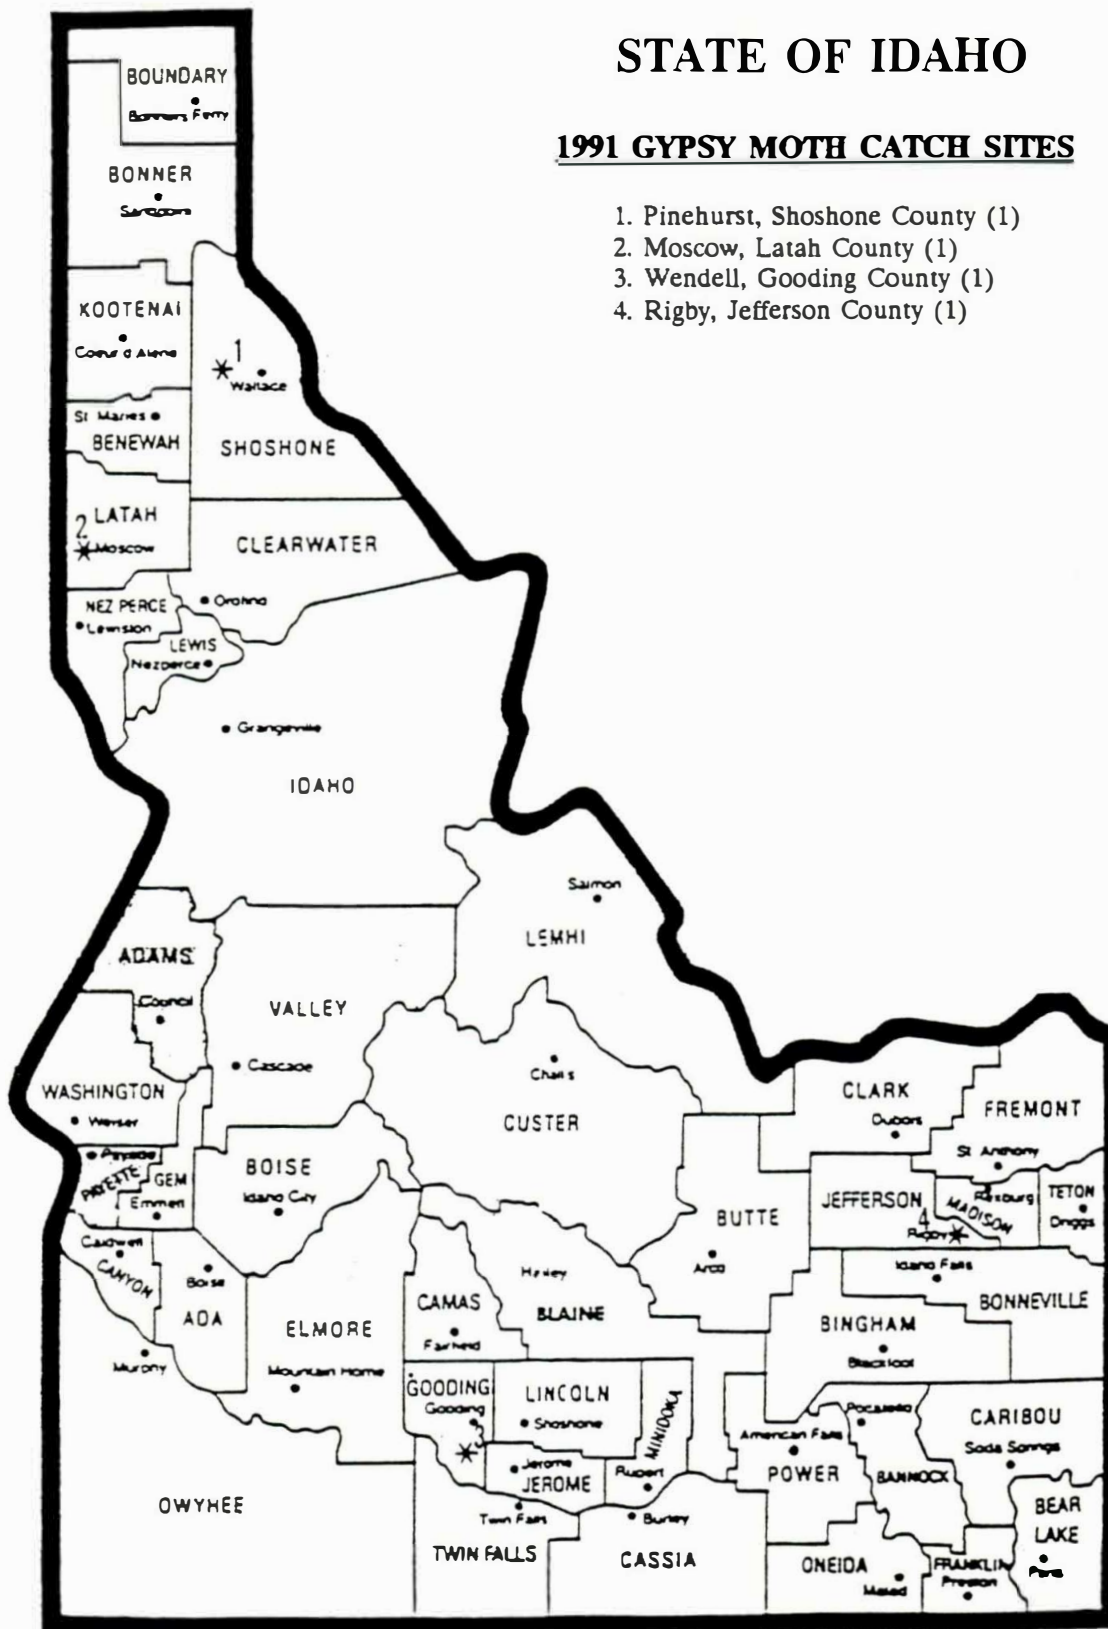 STATE OF IDAHO
1991 GYPSY MOTH CATCH SITES
1. Pinehurst, Shoshone County (1)
2. Moscow, Latah County (1)
3. Wendell, Gooding County (1)
4. Rigby, Jefferson County (1)
BOUNDARY
Bonners Ferry
BONNER
KOOTENAI
Coeur d Alene
1
Wallace
St Maries
BENEWAH
SHOSHONE
LATAH
2
Moscow
CLEARWATER
NEZ PERCE
Lewiston
Orofino
LEWIS
Nezperce
Grangeville
IDAHO
Salmon
LEMHI
ADAMS
Council
VALLEY
Cascade
Challis
CUSTER
WASHINGTON
Weiser
CLARK
Dubois
FREMONT
St Anthony
Payette
PAYETTE
GEM
Emmett
BOISE
Idaho City
BUTTE
Arco
JEFFERSON
4
Rigby
MADISON
Rexburg
TETON
Driggs
Caldwell
CANYON
Boise
ADA
Idaho Falls
BONNEVILLE
Hailey
BLAINE
CAMAS
Fairfield
ELMORE
Mountain Home
BINGHAM
Blackfoot
Murphy
GOODING
Gooding
3
LINCOLN
Shoshone
MINIDOKA
Jerome
JEROME
Rupert
American Falls
POWER
Pocatello
BANNOCK
CARIBOU
Soda Springs
OWYHEE
Twin Falls
TWIN FALLS
Burley
CASSIA
ONEIDA
Malad
FRANKLIN
Preston
BEAR
LAKE
Paris